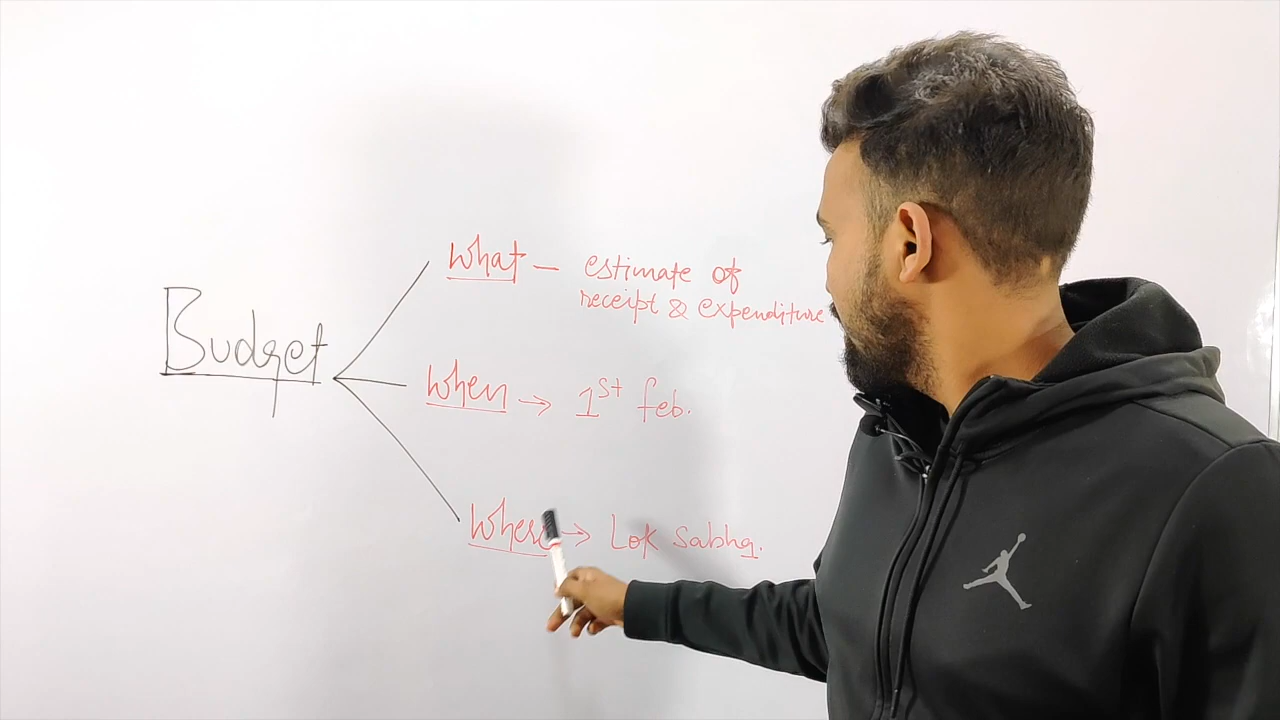 Budget
What — estimate of
receipt & expenditure
When → 1st feb.
Where → Lok Sabha.